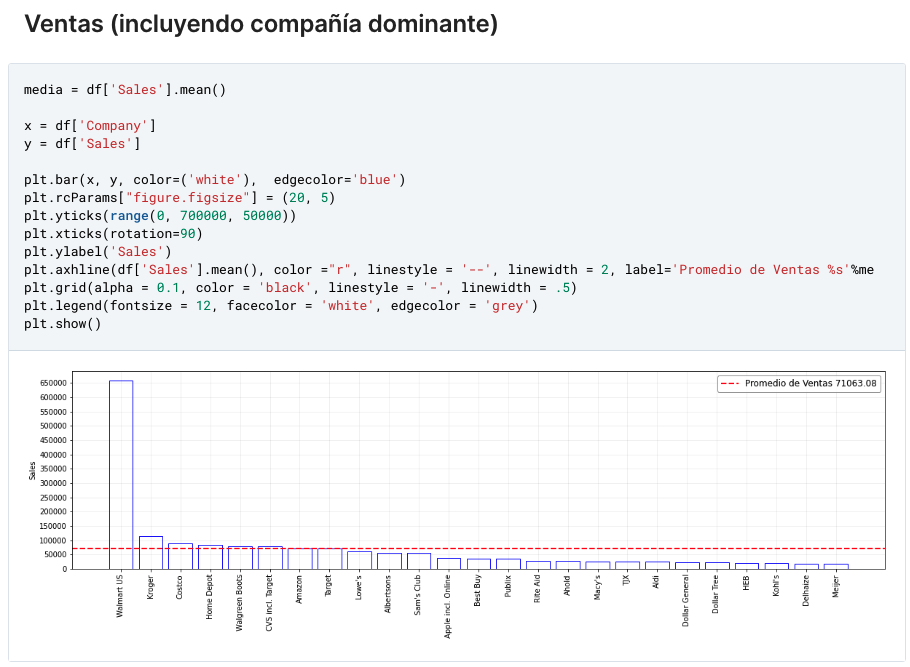 Ventas (incluyendo compañía dominante)
media = df['Sales'].mean()
x = df['Company']
y = df['Sales']
plt.bar(x, y, color=('white'),  edgecolor='blue')
plt.rcParams["figure.figsize"] = (20, 5)
plt.yticks(range(0, 700000, 50000))
plt.xticks(rotation=90)
plt.ylabel('Sales')
plt.axhline(df['Sales'].mean(), color ="r", linestyle = '--', linewidth = 2, label='Promedio de Ventas %s'%me
plt.grid(alpha = 0.1, color = 'black', linestyle = '-', linewidth = .5)
plt.legend(fontsize = 12, facecolor = 'white', edgecolor = 'grey')
plt.show()
Promedio de Ventas 71063.08
650000
600000
550000
500000
450000
400000
350000
300000
250000
200000
150000
100000
50000
0
Sales
Walmart US
Kroger
Costco
Home Depot
Walgreen Boots
CVS incl. Target
Amazon
Target
Lowe's
Albertsons
Sam's Club
Apple incl. Online
Best Buy
Publix
Rite Aid
Ahold
Macy's
TJX
Aldi
Dollar General
Dollar Tree
HEB
Kohl's
Delhaize
Meijer